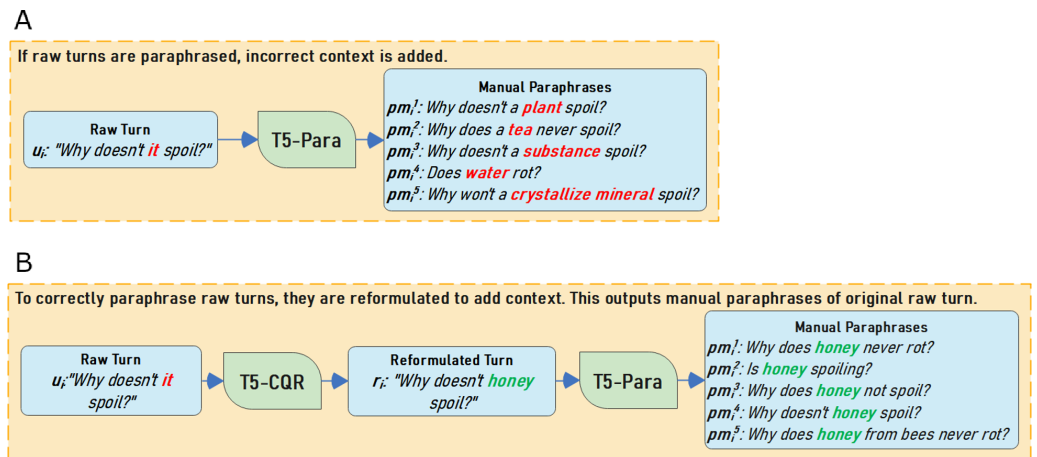 A
If raw turns are paraphrased, incorrect context is added.
Raw Turn
uᵢ: "Why doesn't it spoil?"
T5-Para
Manual Paraphrases
pmᵢ¹: Why doesn't a plant spoil?
pmᵢ²: Why does a tea never spoil?
pmᵢ³: Why doesn't a substance spoil?
pmᵢ⁴: Does water rot?
pmᵢ⁵: Why won't a crystallize mineral spoil?
B
To correctly paraphrase raw turns, they are reformulated to add context. This outputs manual paraphrases of original raw turn.
Raw Turn
uᵢ:"Why doesn't it
spoil?"
T5-CQR
Reformulated Turn
rᵢ: "Why doesn't honey
spoil?"
T5-Para
Manual Paraphrases
pmᵢ¹: Why does honey never rot?
pmᵢ²: Is honey spoiling?
pmᵢ³: Why does honey not spoil?
pmᵢ⁴: Why doesn't honey spoil?
pmᵢ⁵: Why does honey from bees never rot?